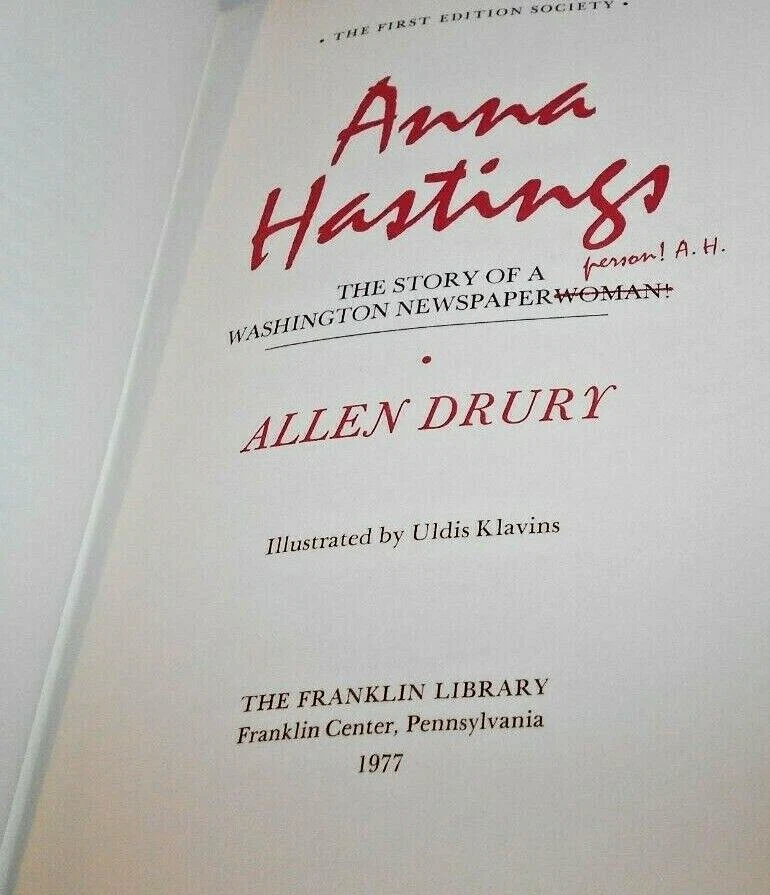 · THE FIRST EDITION SOCIETY ·
Anna
Hastings
THE STORY OF A
person! A.H.
WASHINGTON NEWSPAPERWOMAN!
·
ALLEN DRURY
Illustrated by Uldis Klavins
THE FRANKLIN LIBRARY
Franklin Center, Pennsylvania
1977